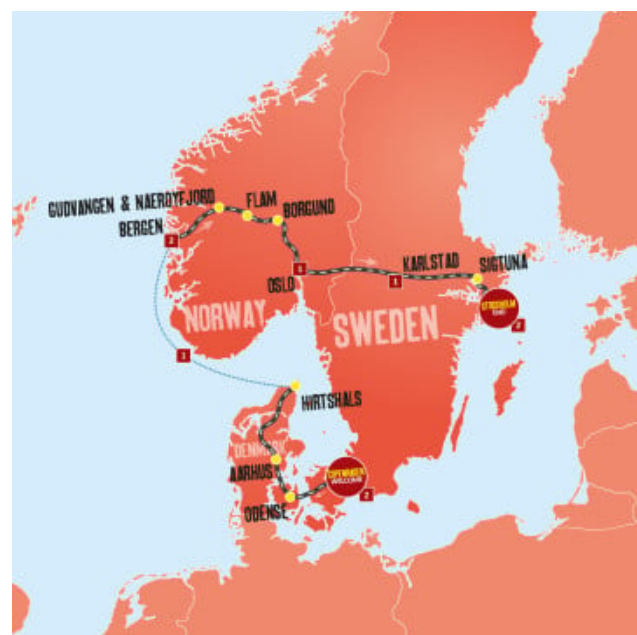 GUDVANGEN & NAEROYFJORD
FLAM
BORGUND
BERGEN
2
OSLO
KARLSTAD
1
SIGTUNA
STOCKHOLM
END
2
NORWAY
SWEDEN
1
HIRTSHALS
DENMARK
AARHUS
COPENHAGEN
WELCOME
2
ODENSE